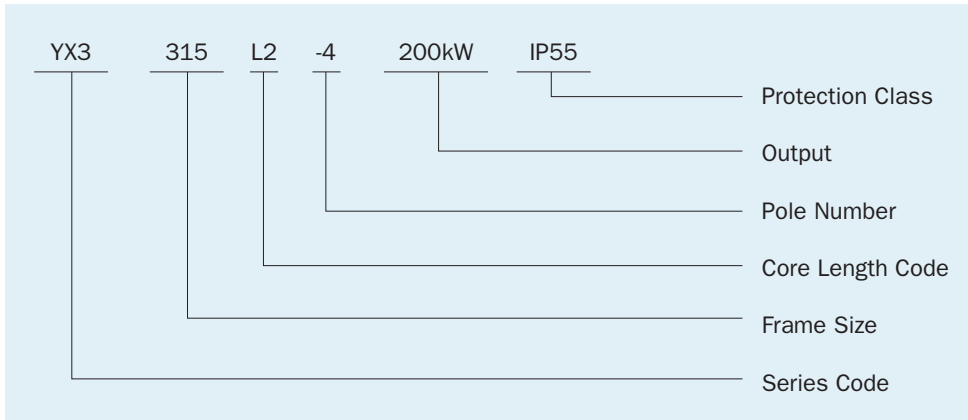 YX3 315 L2 -4 200kW IP55
Protection Class
Output
Pole Number
Core Length Code
Frame Size
Series Code